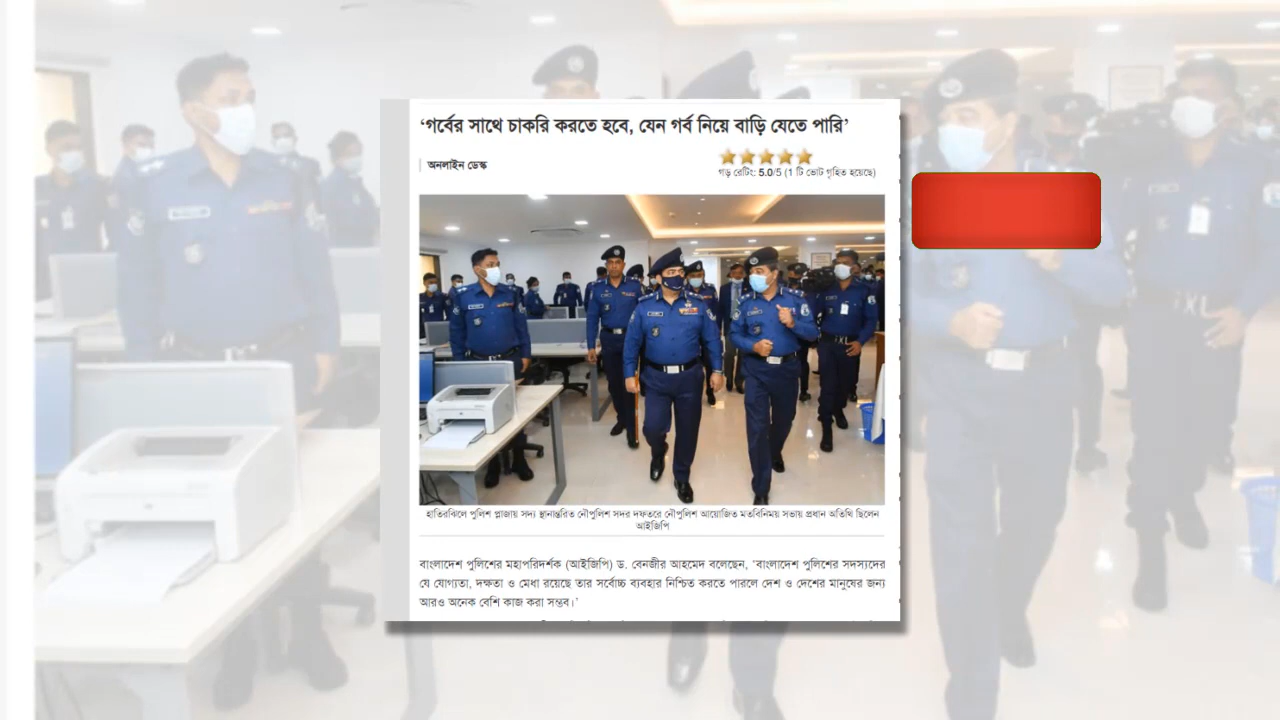 ‘গর্বের সাথে চাকরি করতে হবে, যেন গর্ব নিয়ে বাড়ি যেতে পারি’
অনলাইন ডেস্ক
গড় রেটিং: 5.0/5 (1 টি ভোট গৃহিত হয়েছে)
হাতিরঝিলে পুলিশ প্লাজায় সদ্য স্থানান্তরিত নৌপুলিশ সদর দফতরে নৌপুলিশ আয়োজিত মতবিনিময় সভায় প্রধান অতিথি ছিলেন
আইজিপি
বাংলাদেশ পুলিশের মহাপরিদর্শক (আইজিপি) ড. বেনজীর আহমেদ বলেছেন, ‘বাংলাদেশ পুলিশের সদস্যদের
যে যোগ্যতা, দক্ষতা ও মেধা রয়েছে তার সর্বোচ্চ ব্যবহার নিশ্চিত করতে পারলে দেশ ও দেশের মানুষের জন্য
আরও অনেক বেশি কাজ করা সম্ভব।’